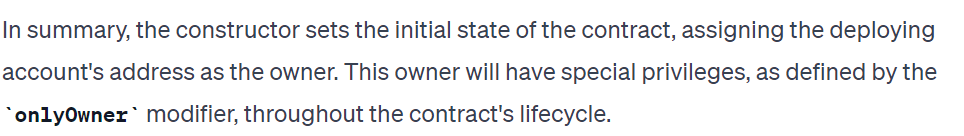 In summary, the constructor sets the initial state of the contract, assigning the deploying
account's address as the owner. This owner will have special privileges, as defined by the
`onlyOwner` modifier, throughout the contract's lifecycle.